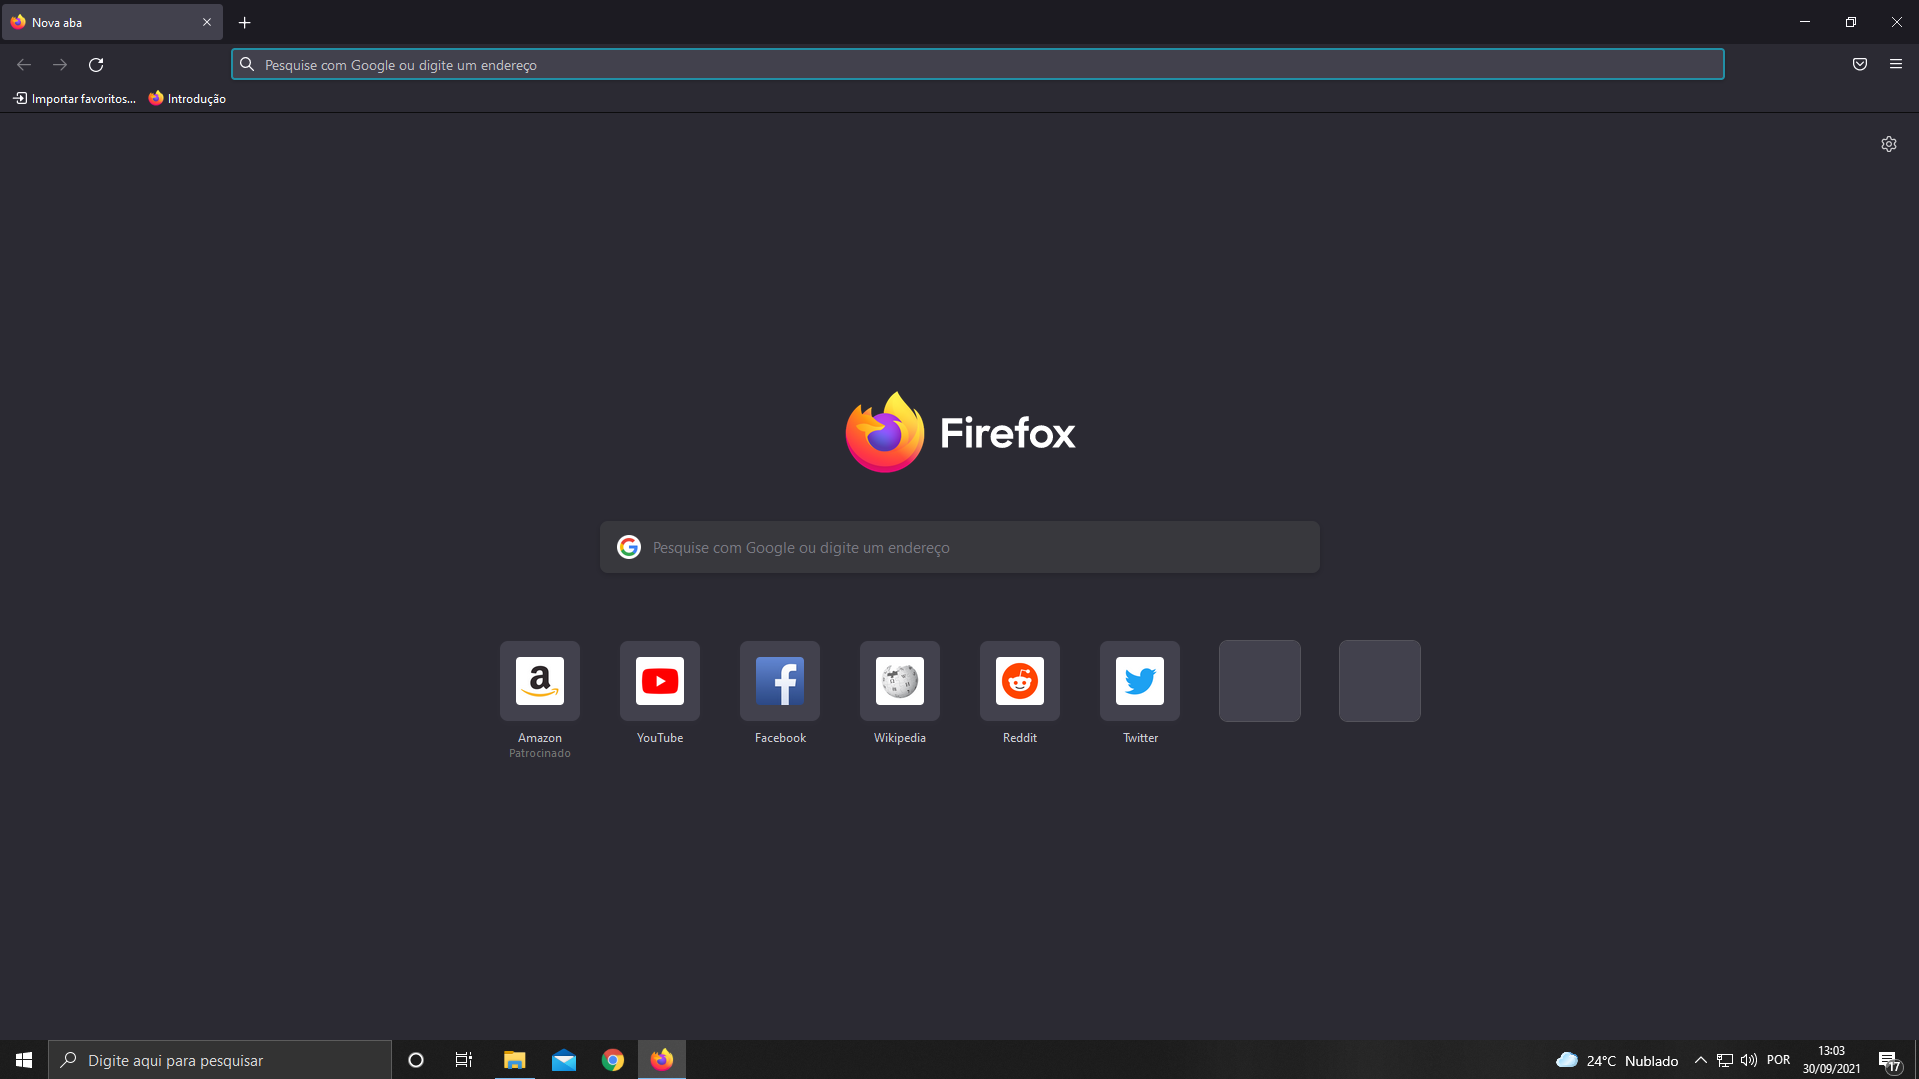 Nova aba
Pesquise com Google ou digite um endereço
Importar favoritos... Introdução
Firefox
Pesquise com Google ou digite um endereço
Amazon YouTube Facebook Wikipedia Reddit Twitter
Patrocinado
Digite aqui para pesquisar
24°C Nublado
POR
13:03
30/09/2021
17